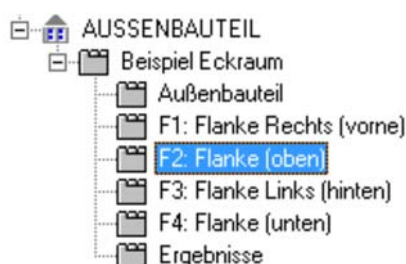 AUSSENBAUTEIL
Beispiel Eckraum
Außenbauteil
F1: Flanke Rechts (vorne)
F2: Flanke (oben)
F3: Flanke Links (hinten)
F4: Flanke (unten)
Ergebnisse